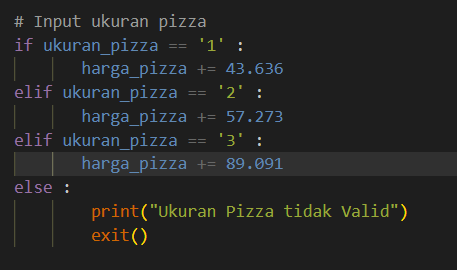 # Input ukuran pizza
if ukuran_pizza == '1' :
harga_pizza += 43.636
elif ukuran_pizza == '2' :
harga_pizza += 57.273
elif ukuran_pizza == '3' :
harga_pizza += 89.091
else :
print("Ukuran Pizza tidak Valid")
exit()